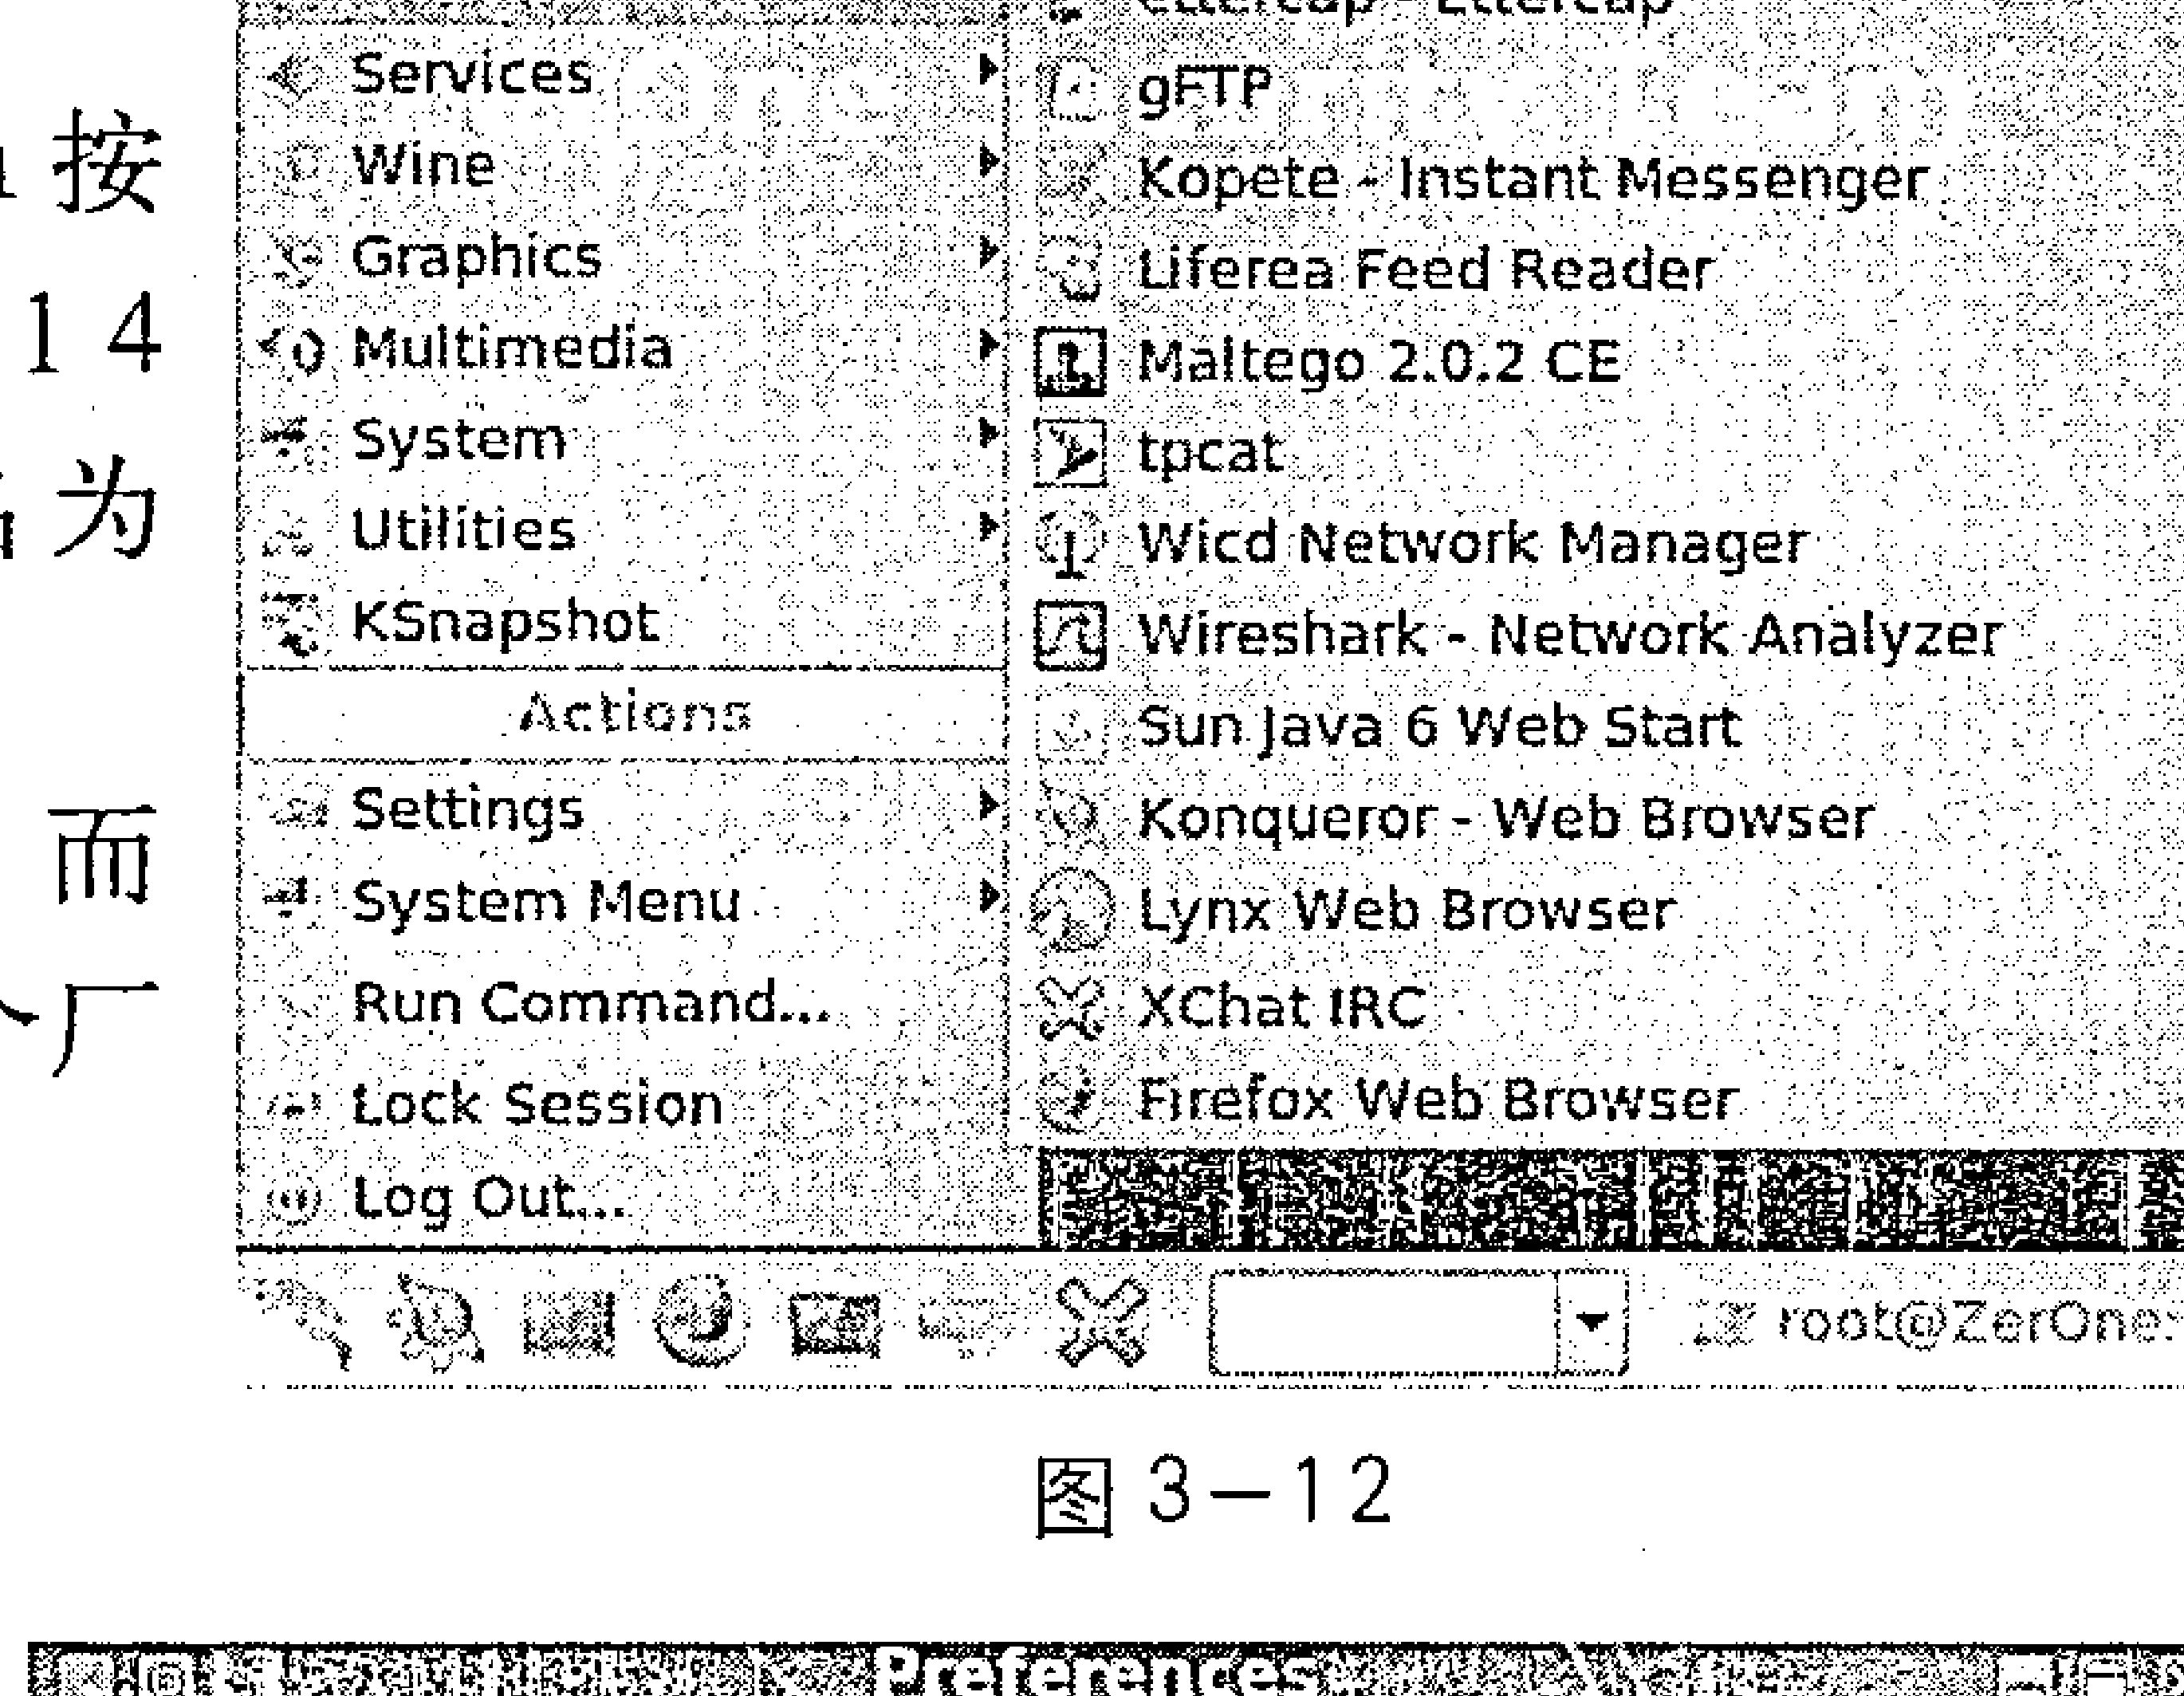 按
14
为
而
厂
Services
Wine
Graphics
Multimedia
System
Utilities
KSnapshot
Actions
Settings
System Menu
Run Command...
Lock Session
Log Out...
ettercap - Ettercap
gFTP
Kopete - Instant Messenger
Liferea Feed Reader
Maltego 2.0.2 CE
tpcat
Wicd Network Manager
Wireshark - Network Analyzer
Sun Java 6 Web Start
Konqueror - Web Browser
Lynx Web Browser
XChat IRC
Firefox Web Browser
root@ZerOne:
图 3-12
Preferences